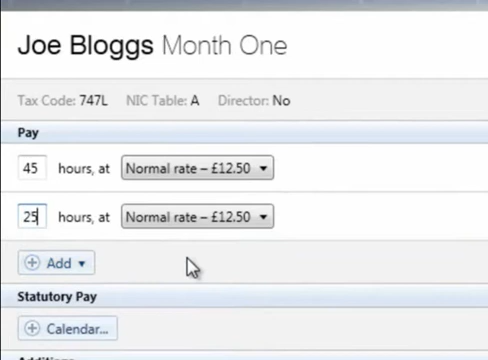 Joe Bloggs Month One
Tax Code: 747L NIC Table: A Director: No
Pay
45 hours, at Normal rate – £12.50
25 hours, at Normal rate – £12.50
Add
Statutory Pay
Calendar...
Additions